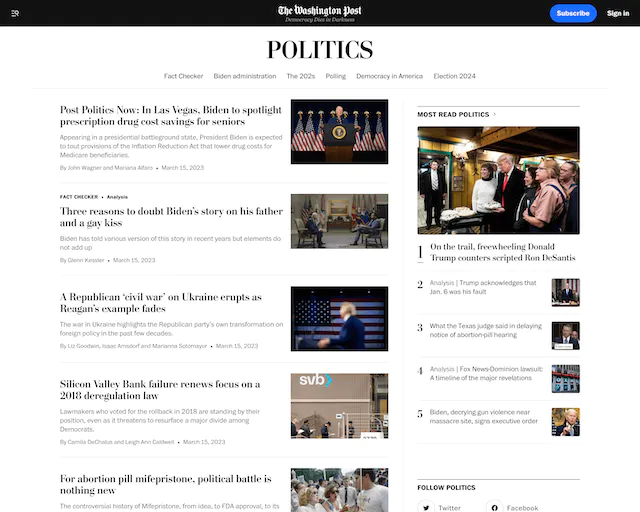 The Washington Post
Democracy Dies in Darkness
Subscribe
Sign in
POLITICS
Fact Checker
Biden administration
The 202s
Polling
Democracy in America
Election 2024
Post Politics Now: In Las Vegas, Biden to spotlight
prescription drug cost savings for seniors
Appearing in a presidential battleground state, President Biden is expected
to tout provisions of the Inflation Reduction Act that lower drug costs for
Medicare beneficiaries.
By John Wagner and Mariana Alfaro • March 15, 2023
FACT CHECKER • Analysis
Three reasons to doubt Biden's story on his father
and a gay kiss
Biden has told various version of this story in recent years but elements do
not add up
By Glenn Kessler • March 15, 2023
A Republican 'civil war' on Ukraine erupts as
Reagan's example fades
The war in Ukraine highlights the Republican party's own transformation on
foreign policy in the past few decades.
By Liz Goodwin, Isaac Arnsdorf and Marianna Sotomayor • March 15, 2023
Silicon Valley Bank failure renews focus on a
2018 deregulation law
Lawmakers who voted for the rollback in 2018 are standing by their
position, even as it threatens to resurface a major divide among
Democrats.
By Camila DeChalus and Leigh Ann Caldwell • March 15, 2023
svb
For abortion pill mifepristone, political battle is
nothing new
The controversial history of Mifepristone, from idea, to FDA approval, to its
MOST READ POLITICS >
1 On the trail, freewheeling Donald
Trump counters scripted Ron DeSantis
2 Analysis | Trump acknowledges that
Jan. 6 was his fault
3 What the Texas judge said in delaying
notice of abortion-pill hearring
4 Analysis | Fox News-Dominion lawsuit:
A timeline of the major revelations
5 Biden, decrying gun violence near
massacre site, signs executive order
FOLLOW POLITICS
Twitter
Facebook